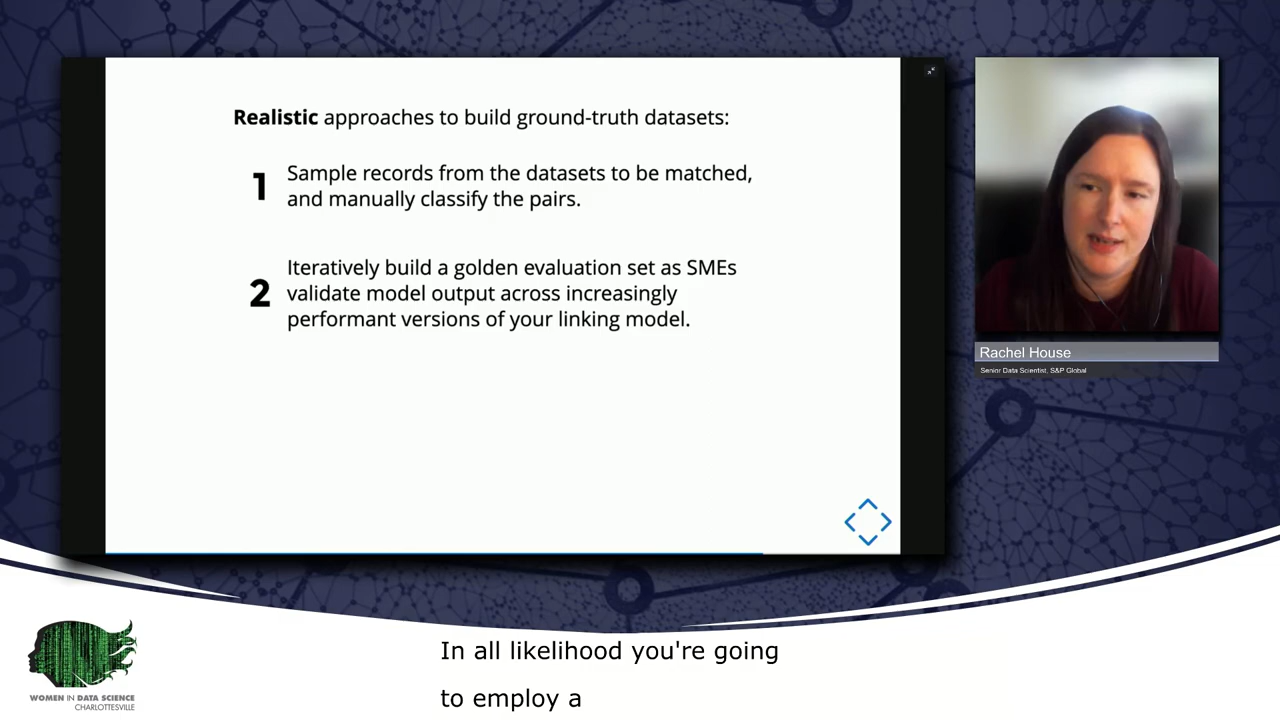 Realistic approaches to build ground-truth datasets:
1
Sample records from the datasets to be matched,
and manually classify the pairs.
2
Iteratively build a golden evaluation set as SMEs
validate model output across increasingly
performant versions of your linking model.
Rachel House
Senior Data Scientist, S&P Global
In all likelihood you're going
to employ a
WOMEN IN DATA SCIENCE
CHARLOTTESVILLE